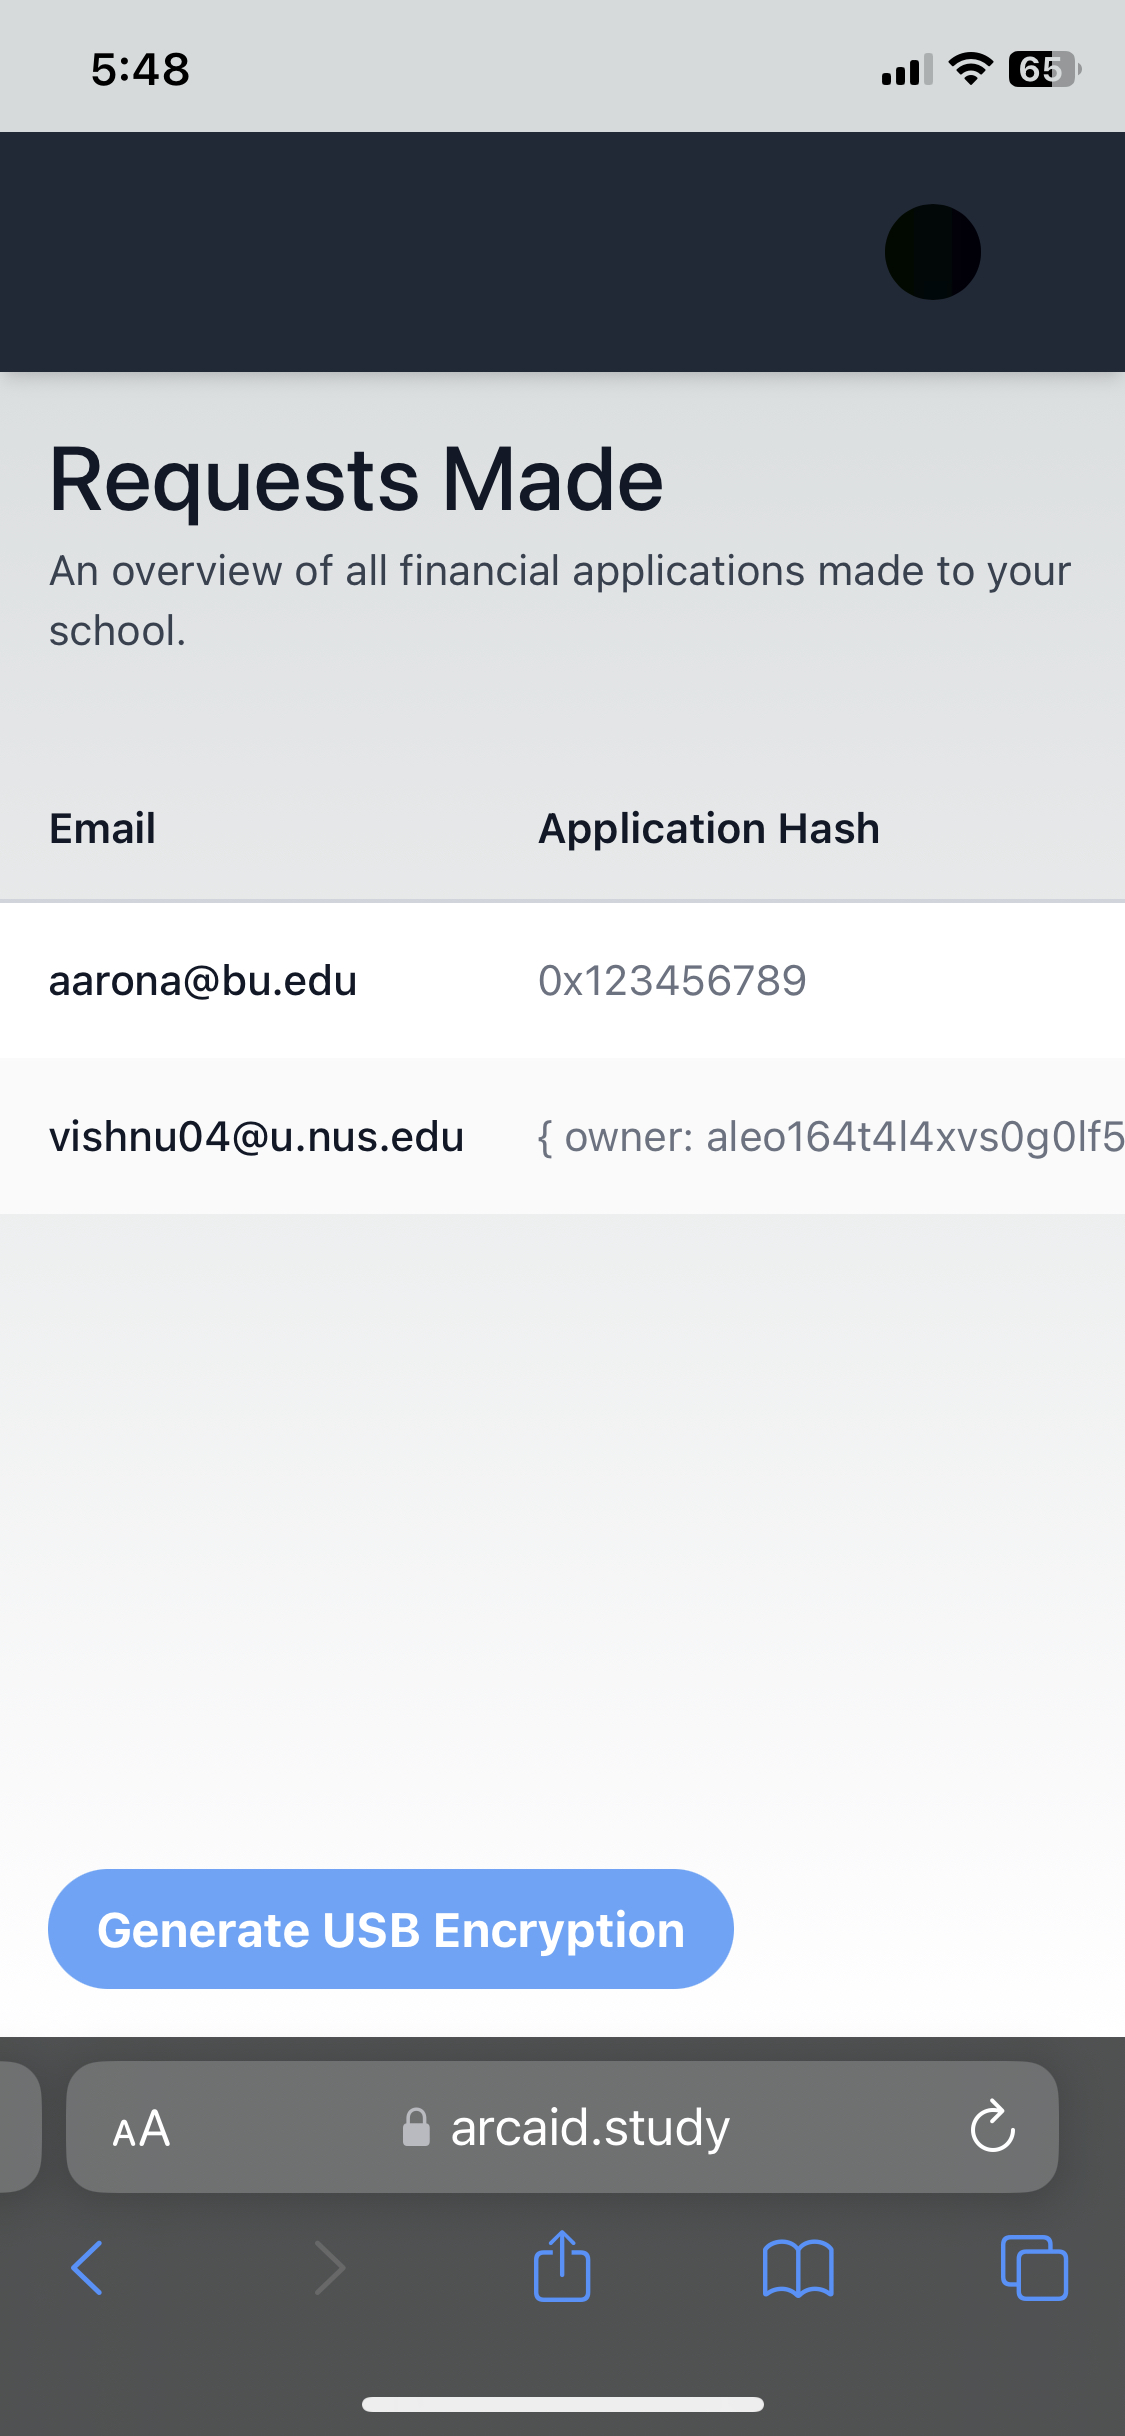 5:48
65
Requests Made
An overview of all financial applications made to your
school.
Email Application Hash
aarona@bu.edu 0x123456789
vishnu04@u.nus.edu { owner: aleo164t4l4xvs0g0lf5
Generate USB Encryption
AA arcaid.study